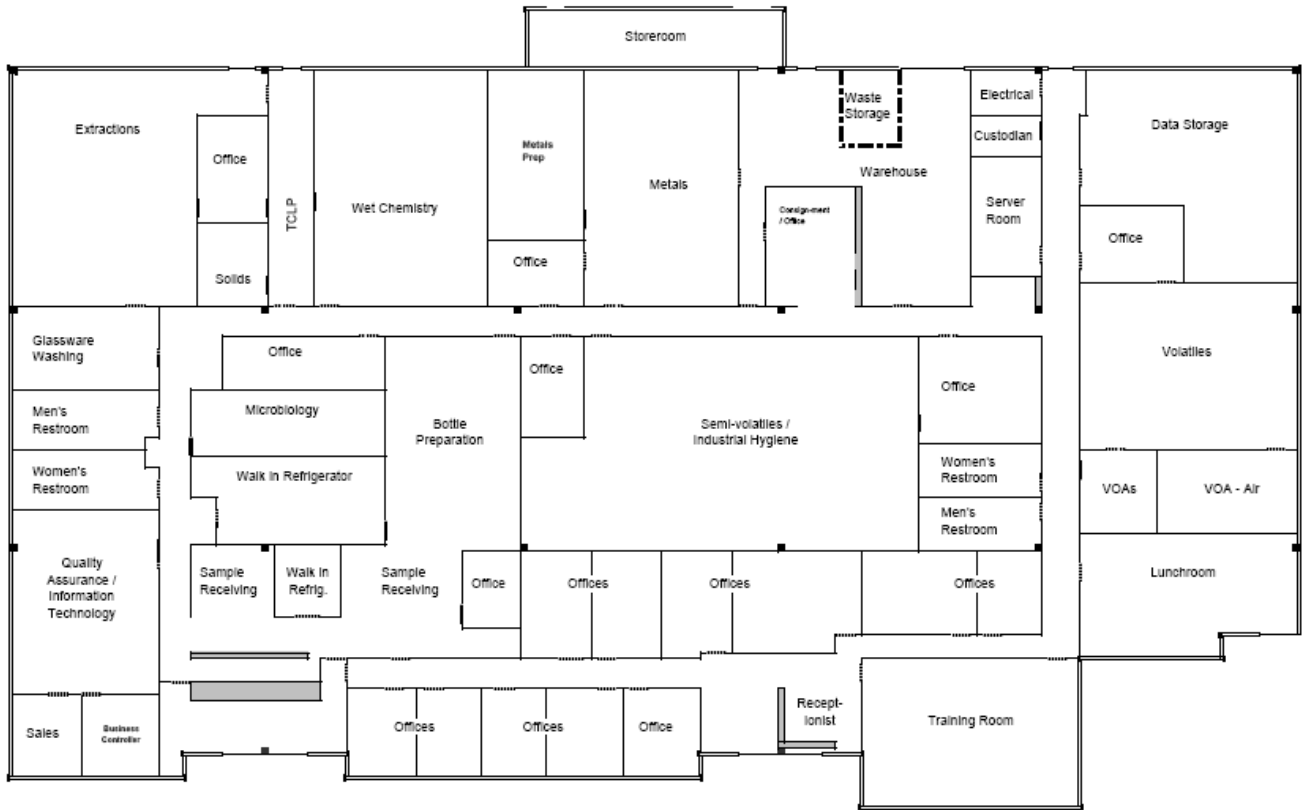 Storeroom
Extractions
Office
Solids
TCLP
Wet Chemistry
Metals
Prep
Office
Metals
Waste
Storage
Warehouse
Consign-ment
/ Office
Electrical
Custodian
Server
Room
Data Storage
Office
Glassware
Washing
Men's
Restroom
Women's
Restroom
Quality
Assurance /
Information
Technology
Sales
Business
Controller
Office
Microbiology
Walk In Refrigerator
Bottle
Preparation
Office
Semi-volatiles /
Industrial Hygiene
Office
Women's
Restroom
Men's
Restroom
Volatiles
VOAs
VOA - Air
Lunchroom
Sample
Receiving
Walk In
Refrig.
Sample
Receiving
Office
Offices
Offices
Offices
Offices
Offices
Office
Recept-
ionist
Training Room